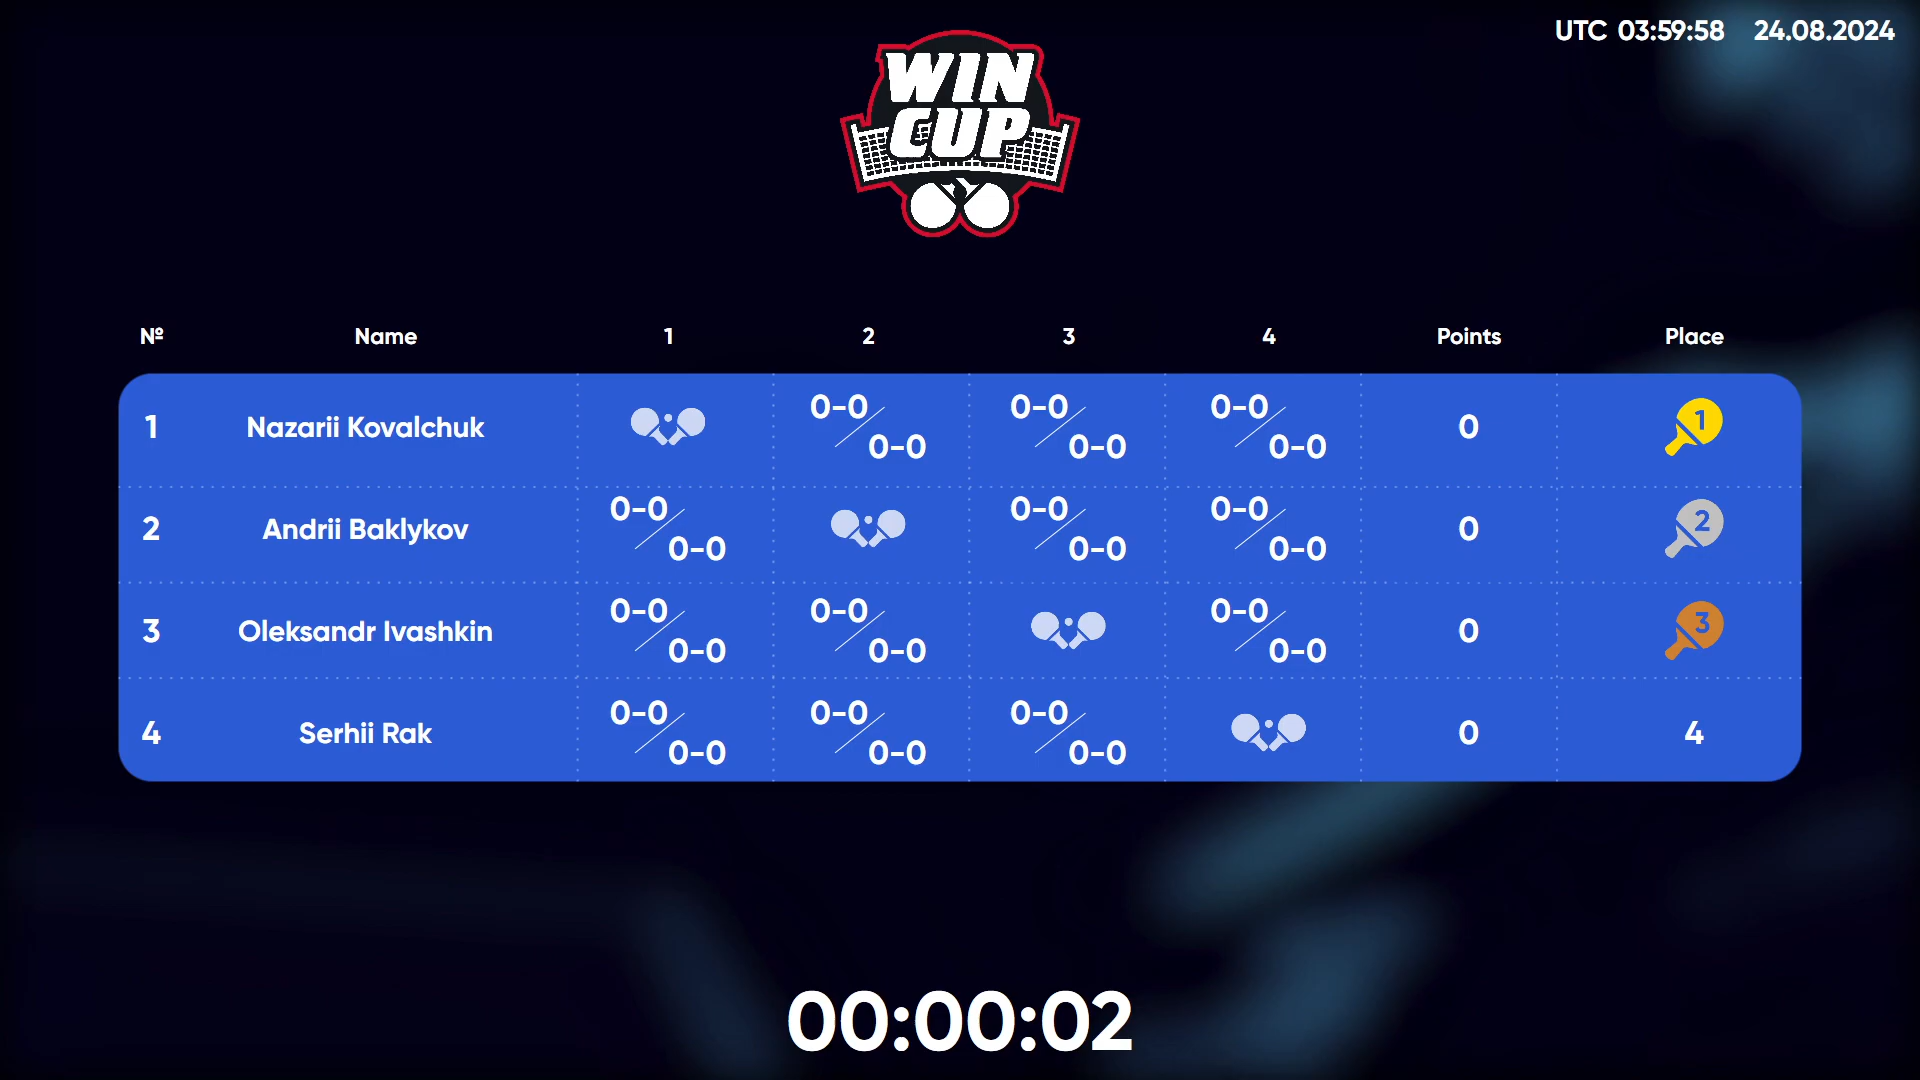 UTC 03:59:58 24.08.2024
WIN
CUP
№ Name 1 2 3 4 Points Place
1 Nazarii Kovalchuk 0-0 0-0 0-0 0-0 0-0 0-0 0 1
2 Andrii Baklykov 0-0 0-0 0-0 0-0 0-0 0-0 0 2
3 Oleksandr Ivashkin 0-0 0-0 0-0 0-0 0-0 0-0 0 3
4 Serhii Rak 0-0 0-0 0-0 0-0 0-0 0-0 0 4
00:00:02